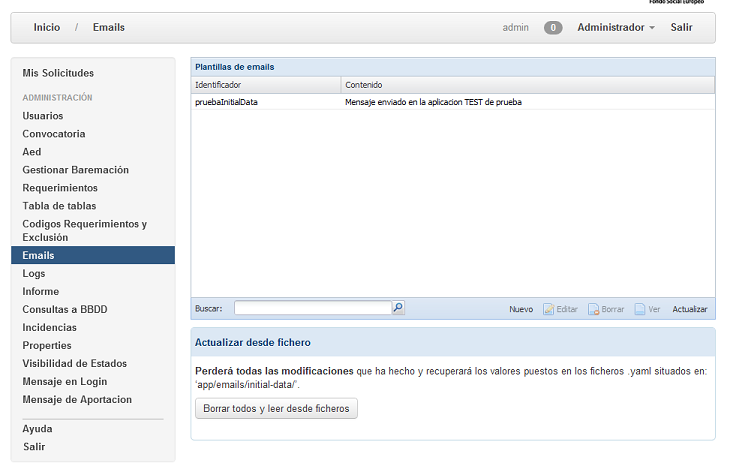 Fondo Social Europeo
Inicio / Emails admin 0 Administrador Salir
Mis Solicitudes
ADMINISTRACIÓN
Usuarios
Convocatoria
Aed
Gestionar Baremación
Requerimientos
Tabla de tablas
Codigos Requerimientos y
Exclusión
Emails
Logs
Informe
Consultas a BBDD
Incidencias
Properties
Visibilidad de Estados
Mensaje en Login
Mensaje de Aportacion
Ayuda
Salir
Plantillas de emails
Identificador Contenido
pruebaInitialData Mensaje enviado en la aplicacion TEST de prueba
Buscar: Nuevo Editar Borrar Ver Actualizar
Actualizar desde fichero
Perderá todas las modificaciones que ha hecho y recuperará los valores puestos en los ficheros .yaml situados en:
'app/emails/initial-data/'.
Borrar todos y leer desde ficheros